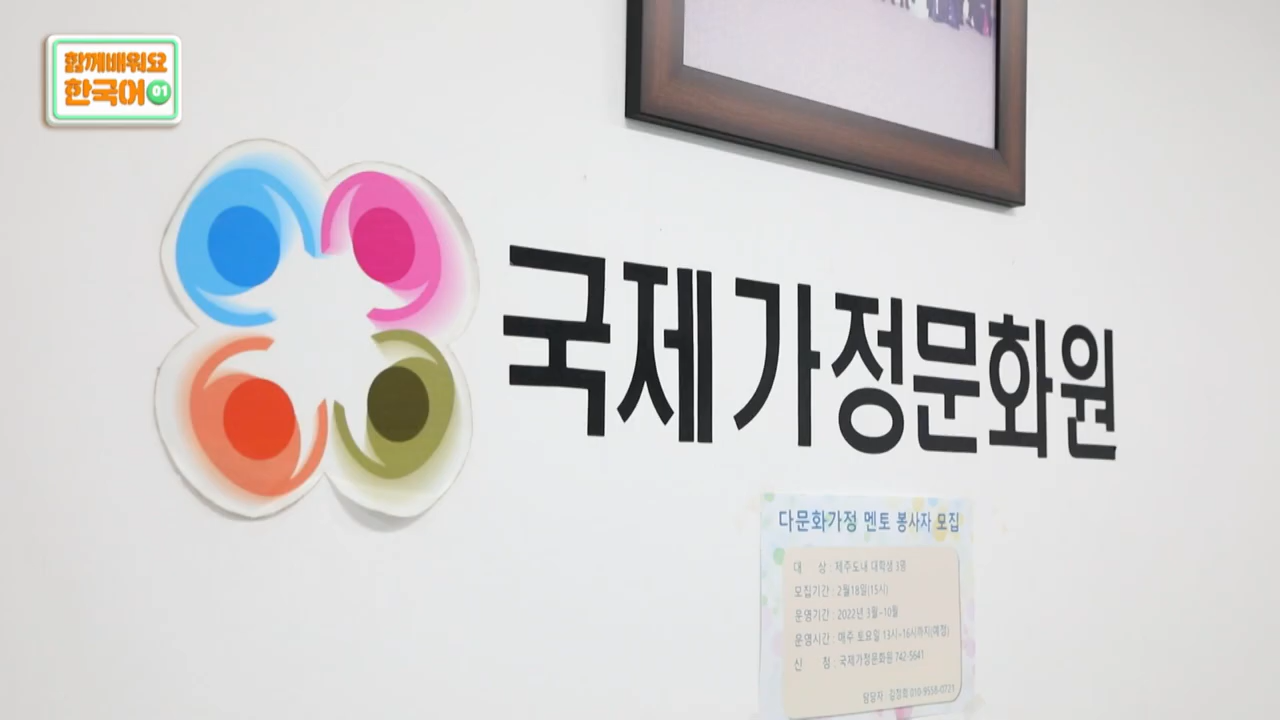 함께배워요
한국어 01
국제가정문화원
다문화가정 멘토 봉사자 모집
대 상 : 제주도내 대학생 3명
모집기간 : 2월18일(15시)
운영기간 : 2022년 3월~10월
운영시간 : 매주 토요일 13시~16시까지(예정)
신 청 : 국제가정문화원 742-5641
담당자